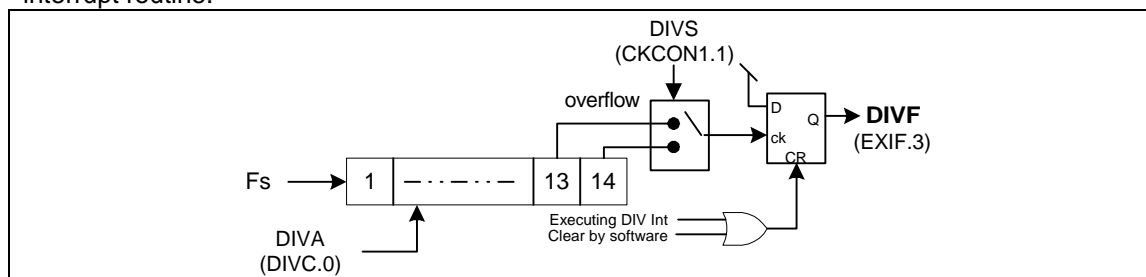 interrupt routine.
DIVS
(CKCON1.1)
overflow
D
Q
DIVF
ck
(EXIF.3)
CR
Fs
1
13
14
Executing DIV Int
Clear by software
DIVA
(DIVC.0)